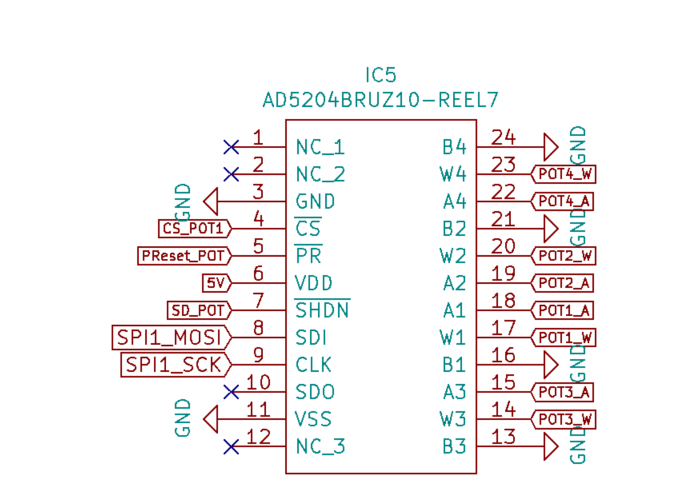 IC5
AD5204BRUZ10-REEL7
1 NC_1 B4 24 GND
2 NC_2 W4 23 POT4_W
GND 3 GND A4 22 POT4_A
CS_POT1 4 CS B2 21 GND
PReset_POT 5 PR W2 20 POT2_W
5V 6 VDD A2 19 POT2_A
SD_POT 7 SHDN A1 18 POT1_A
SPI1_MOSI 8 SDI W1 17 POT1_W
SPI1_SCK 9 CLK B1 16 GND
10 SDO A3 15 POT3_A
GND 11 VSS W3 14 POT3_W
12 NC_3 B3 13 GND